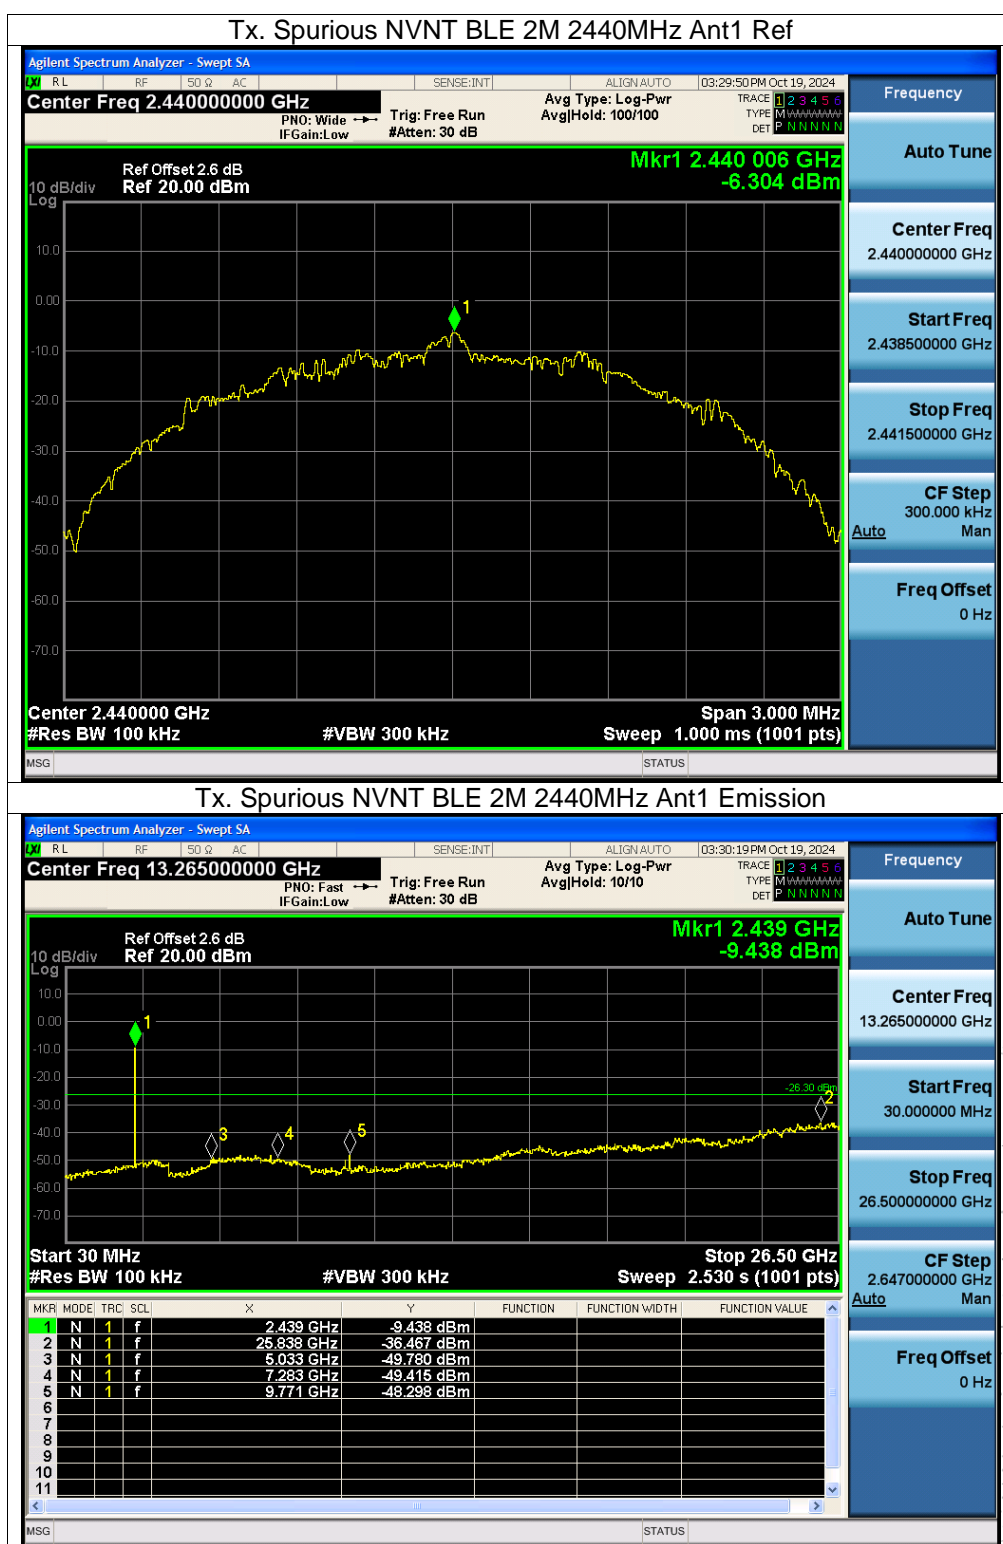 Tx. Spurious NVNT BLE 2M 2440MHz Ant1 Ref
Agilent Spectrum Analyzer - Swept SA
LXI RL RF 50 Ω AC SENSE:INT ALIGN AUTO 03:29:50 PM Oct 19, 2024
Center Freq 2.440000000 GHz
PNO: Wide
IFGain:Low
Trig: Free Run
#Atten: 30 dB
Avg Type: Log-Pwr
Avg|Hold: 100/100
TRACE 1 2 3 4 5 6
TYPE M
DET P N N N N N
Frequency
Auto Tune
Center Freq
2.440000000 GHz
Start Freq
2.438500000 GHz
Stop Freq
2.441500000 GHz
CF Step
300.000 kHz
Auto Man
Freq Offset
0 Hz
Mkr1 2.440 006 GHz
-6.304 dBm
Ref Offset 2.6 dB
10 dB/div Ref 20.00 dBm
Log
10.0
0.00
-10.0
-20.0
-30.0
-40.0
-50.0
-60.0
-70.0
1
Center 2.440000 GHz Span 3.000 MHz
#Res BW 100 kHz #VBW 300 kHz Sweep 1.000 ms (1001 pts)
MSG STATUS
Tx. Spurious NVNT BLE 2M 2440MHz Ant1 Emission
Agilent Spectrum Analyzer - Swept SA
LXI RL RF 50 Ω AC SENSE:INT ALIGN AUTO 03:30:19 PM Oct 19, 2024
Center Freq 13.265000000 GHz
PNO: Fast
IFGain:Low
Trig: Free Run
#Atten: 30 dB
Avg Type: Log-Pwr
Avg|Hold: 10/10
TRACE 1 2 3 4 5 6
TYPE M
DET P N N N N N
Frequency
Auto Tune
Center Freq
13.265000000 GHz
Start Freq
30.000000 MHz
Stop Freq
26.500000000 GHz
CF Step
2.647000000 GHz
Auto Man
Freq Offset
0 Hz
Mkr1 2.439 GHz
-9.438 dBm
Ref Offset 2.6 dB
10 dB/div Ref 20.00 dBm
Log
10.0
0.00
-10.0
-20.0
-30.0
-40.0
-50.0
-60.0
-70.0
1
-26.30 dBm
2
3
4
5
Start 30 MHz Stop 26.50 GHz
#Res BW 100 kHz #VBW 300 kHz Sweep 2.530 s (1001 pts)
MKR MODE TRC SCL X Y FUNCTION FUNCTION WIDTH FUNCTION VALUE
1 N 1 f 2.439 GHz -9.438 dBm
2 N 1 f 25.838 GHz -36.467 dBm
3 N 1 f 5.033 GHz -49.780 dBm
4 N 1 f 7.283 GHz -49.415 dBm
5 N 1 f 9.771 GHz -48.298 dBm
6
7
8
9
10
11
MSG STATUS